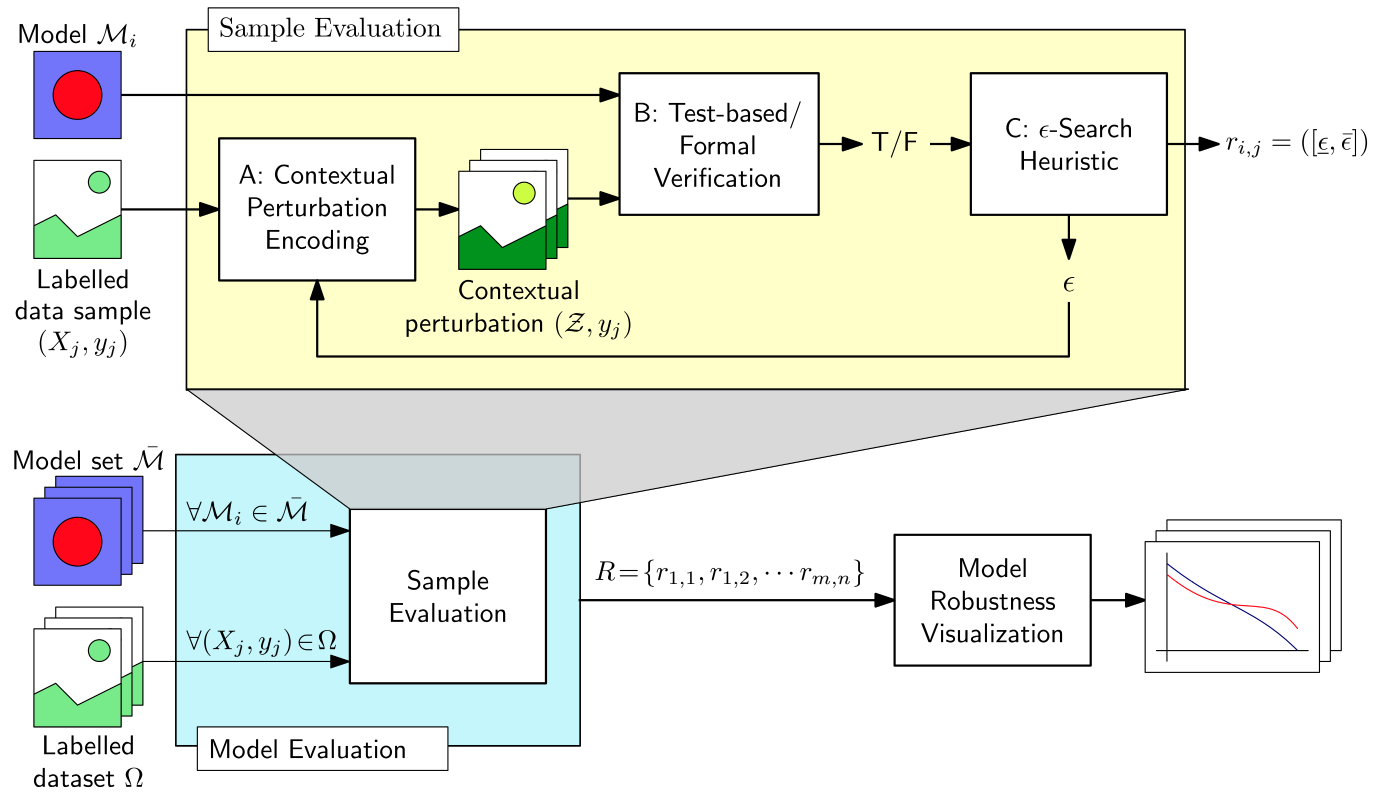 Sample Evaluation
Model $\mathcal{M}_i$
A: Contextual
Perturbation
Encoding
B: Test-based/
Formal
Verification
T/F
C: $\epsilon$-Search
Heuristic
$r_{i,j} = ([\underline{\epsilon}, \bar{\epsilon}])$
Labelled
data sample
$(X_j, y_j)$
Contextual
perturbation $(\mathcal{Z}, y_j)$
$\epsilon$
Model set $\bar{\mathcal{M}}$
$\forall \mathcal{M}_i \in \bar{\mathcal{M}}$
$\forall (X_j, y_j) \in \Omega$
Sample
Evaluation
$R = \{r_{1,1}, r_{1,2}, \cdots r_{m,n}\}$
Model
Robustness
Visualization
Labelled
dataset $\Omega$
Model Evaluation